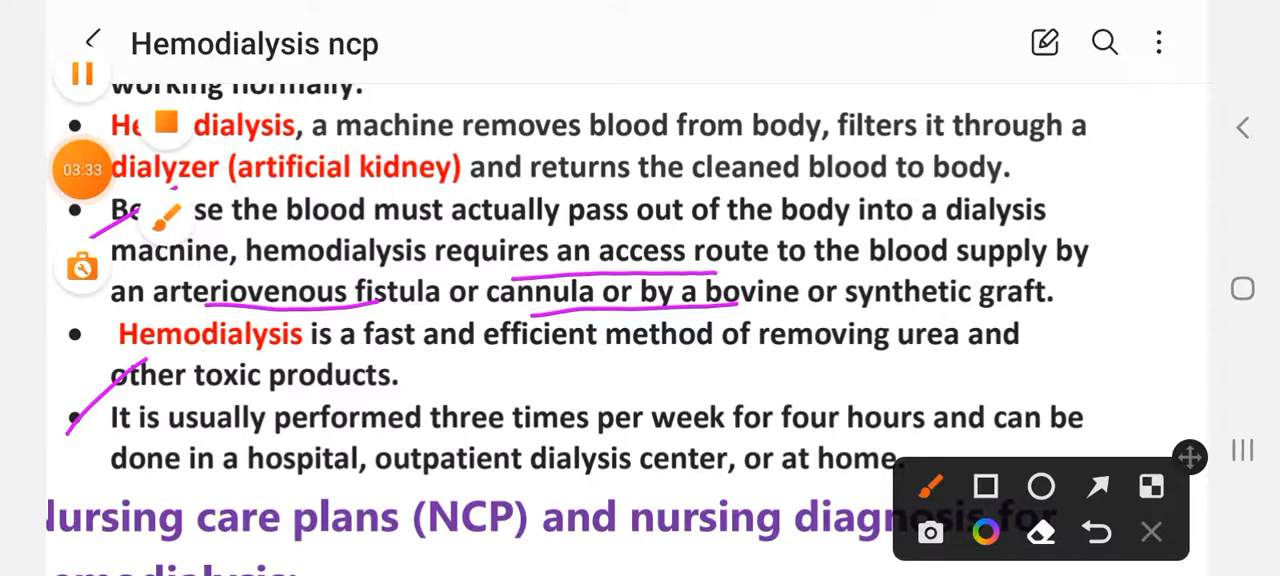 Hemodialysis ncp
working normally.
dialysis, a machine removes blood from body, filters it through a
03:33
dialyzer (artificial kidney) and returns the cleaned blood to body.
se the blood must actually pass out of the body into a dialysis
machine, hemodialysis requires an access route to the blood supply by
an arteriovenous fistula or cannula or by a bovine or synthetic graft.
Hemodialysis is a fast and efficient method of removing urea and
other toxic products.
It is usually performed three times per week for four hours and can be
done in a hospital, outpatient dialysis center, or at home.
Nursing care plans (NCP) and nursing diagnosis for